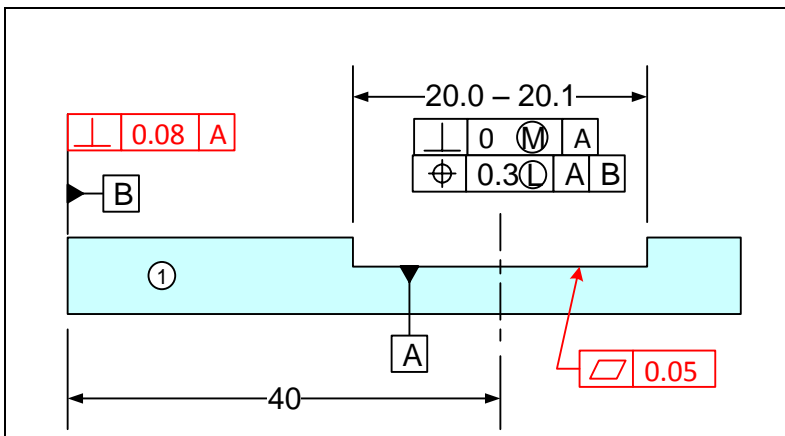 20.0 – 20.1
⊥ 0.08 A
⊥ 0 Ⓜ A
⌖ 0.3Ⓛ A B
B
①
A
⏥ 0.05
40